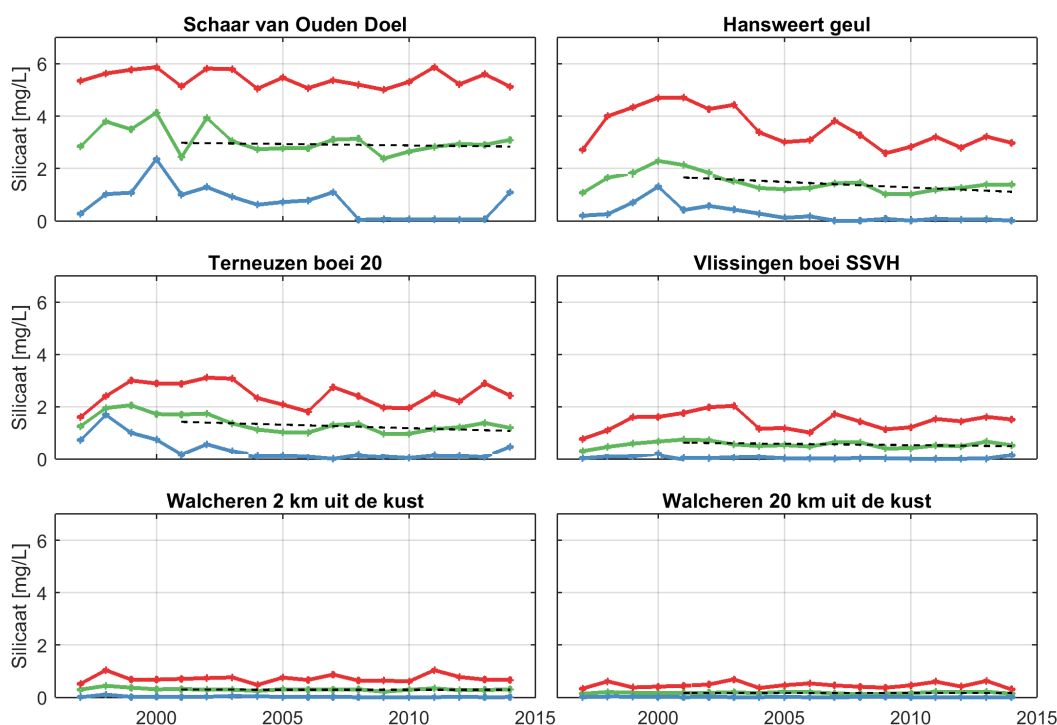 Schaar van Ouden Doel
Hansweert geul
Silicaat [mg/L]
6
4
2
0
Terneuzen boei 20
Vlissingen boei SSVH
Silicaat [mg/L]
6
4
2
0
Walcheren 2 km uit de kust
Walcheren 20 km uit de kust
Silicaat [mg/L]
6
4
2
0
2000 2005 2010 2015 2000 2005 2010 2015